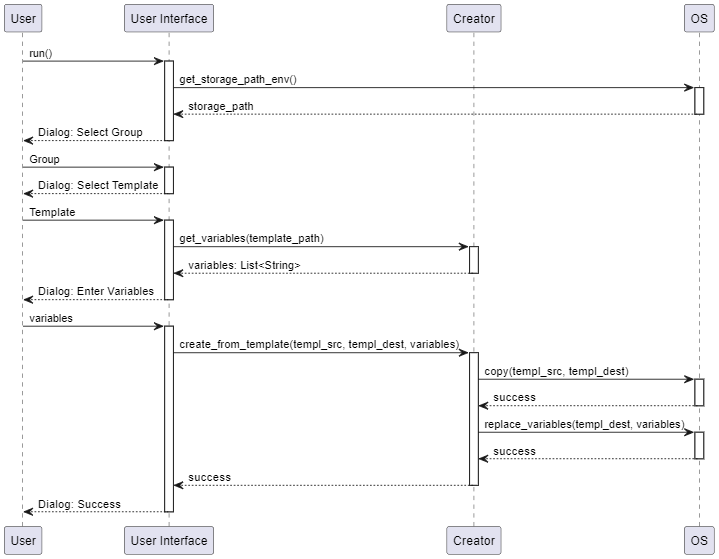 User User Interface Creator OS
run()
get_storage_path_env()
storage_path
Dialog: Select Group
Group
Dialog: Select Template
Template
get_variables(template_path)
variables: List<String>
Dialog: Enter Variables
variables
create_from_template(templ_src, templ_dest, variables)
copy(templ_src, templ_dest)
success
replace_variables(templ_dest, variables)
success
success
Dialog: Success
User User Interface Creator OS